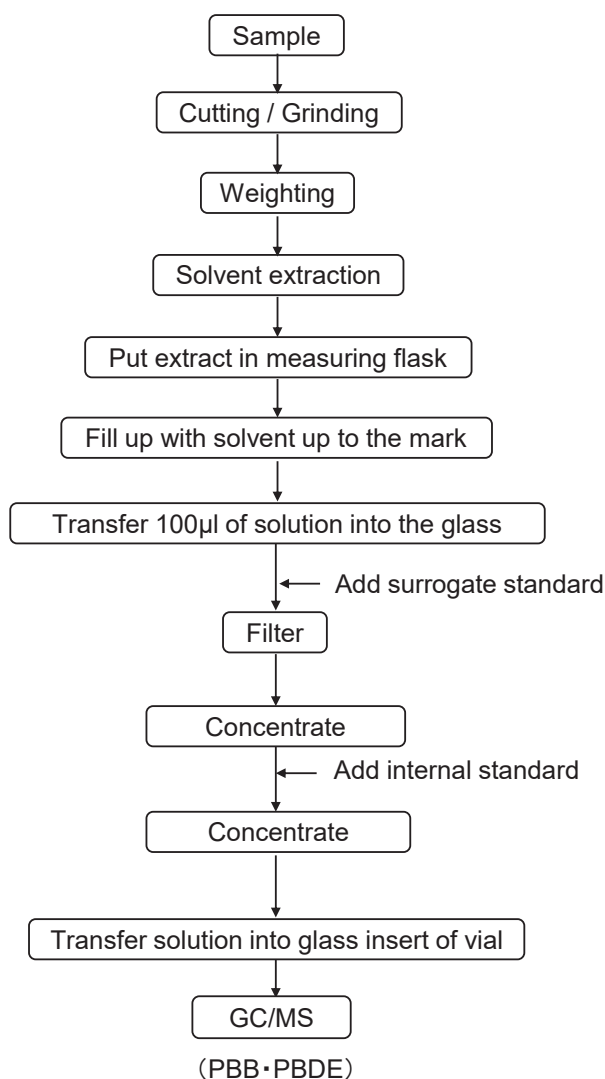 Sample
Cutting / Grinding
Weighting
Solvent extraction
Put extract in measuring flask
Fill up with solvent up to the mark
Transfer 100μl of solution into the glass
Add surrogate standard
Filter
Concentrate
Add internal standard
Concentrate
Transfer solution into glass insert of vial
GC/MS
（PBB・PBDE）